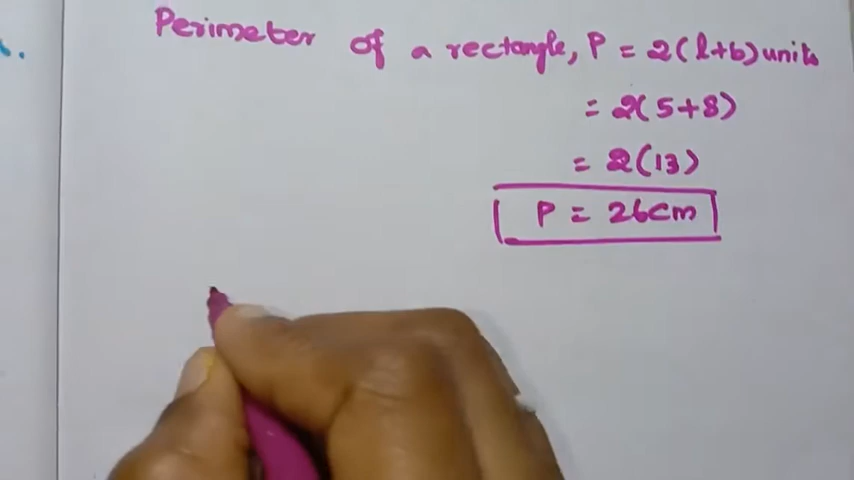 Perimeter of a rectangle, P = 2(l+b) units
= 2(5+8)
= 2(13)
P = 26cm